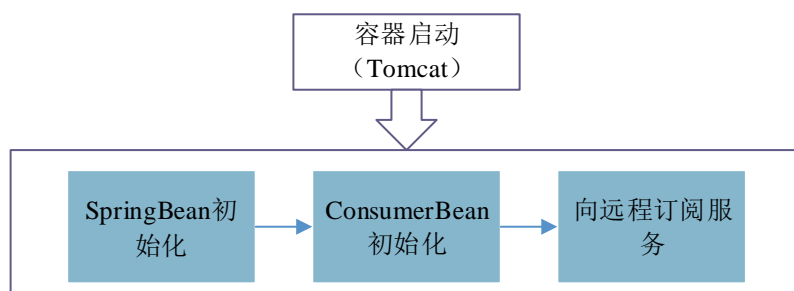 容器启动
（Tomcat）
SpringBean初
始化
ConsumerBean
初始化
向远程订阅服
务